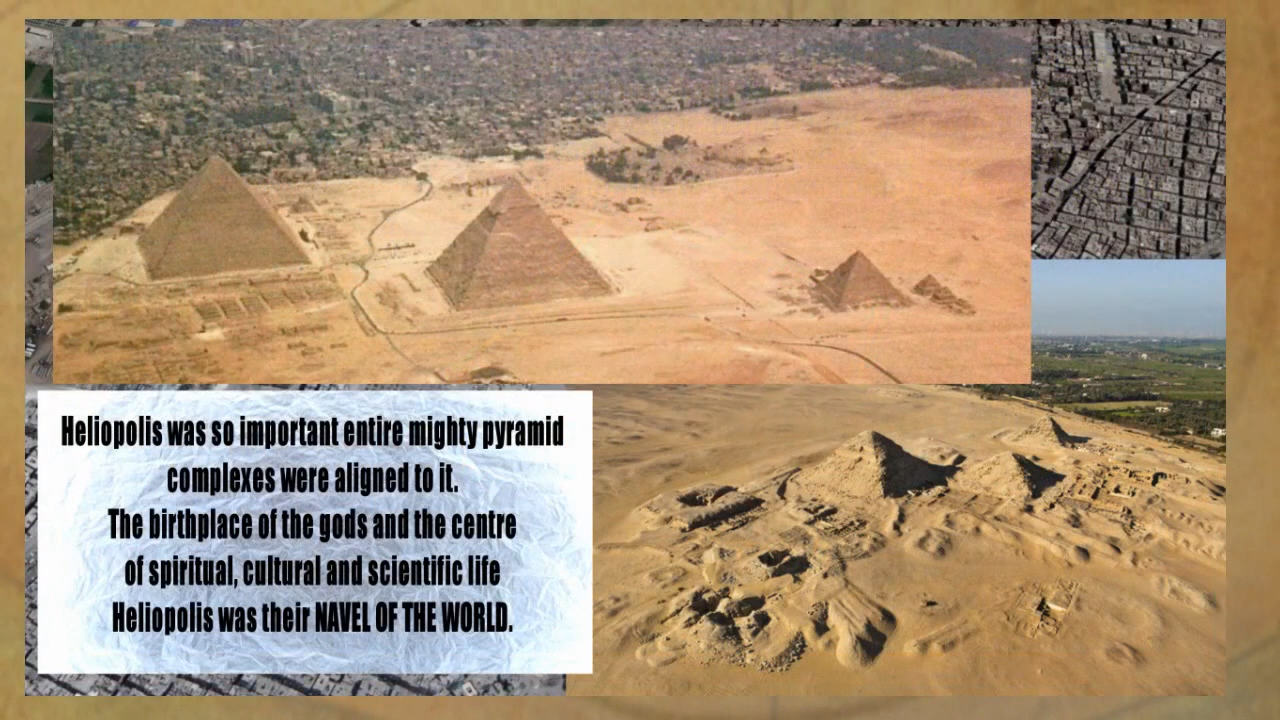 Heliopolis was so important entire mighty pyramid
complexes were aligned to it.
The birthplace of the gods and the centre
of spiritual, cultural and scientific life
Heliopolis was their NAVEL OF THE WORLD.